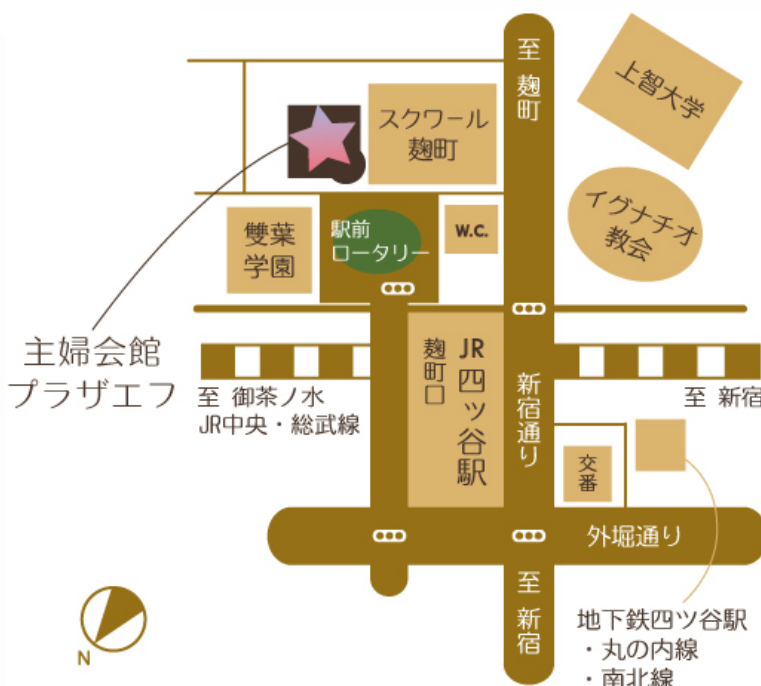 至 麹町
上智大学
スクワール
麹町
イグナチオ
教会
雙葉
学園
駅前
ロータリー
W.C.
主婦会館
プラザエフ
至 御茶ノ水
JR中央・総武線
JR四ッ谷駅
麹町口
新宿通り
至 新宿
交番
外堀通り
至 新宿
地下鉄四ツ谷駅
・丸の内線
・南北線
N